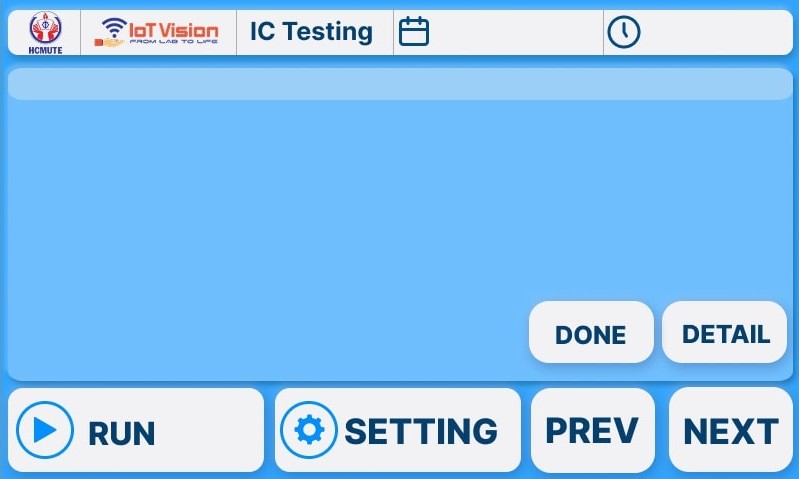 HCMUTE
IoT Vision
FROM LAB TO LIFE
IC Testing
DONE
DETAIL
RUN
SETTING
PREV
NEXT